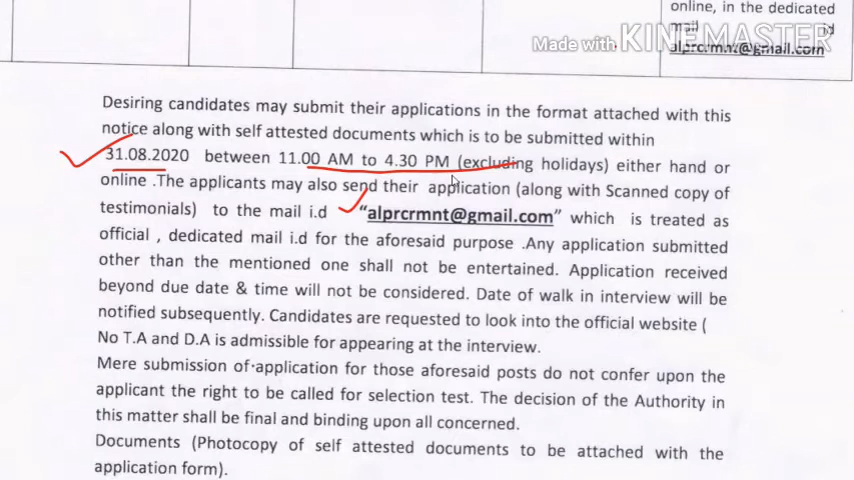 online, in the dedicated
mail id
alprcrmnt@gmail.com
Made with KINEMASTER
Desiring candidates may submit their applications in the format attached with this
notice along with self attested documents which is to be submitted within
31.08.2020 between 11.00 AM to 4.30 PM (excluding holidays) either hand or
online .The applicants may also send their application (along with Scanned copy of
testimonials) to the mail i.d “alprcrmnt@gmail.com” which is treated as
official , dedicated mail i.d for the aforesaid purpose .Any application submitted
other than the mentioned one shall not be entertained. Application received
beyond due date & time will not be considered. Date of walk in interview will be
notified subsequently. Candidates are requested to look into the official website (
No T.A and D.A is admissible for appearing at the interview.
Mere submission of application for those aforesaid posts do not confer upon the
applicant the right to be called for selection test. The decision of the Authority in
this matter shall be final and binding upon all concerned.
Documents (Photocopy of self attested documents to be attached with the
application form).